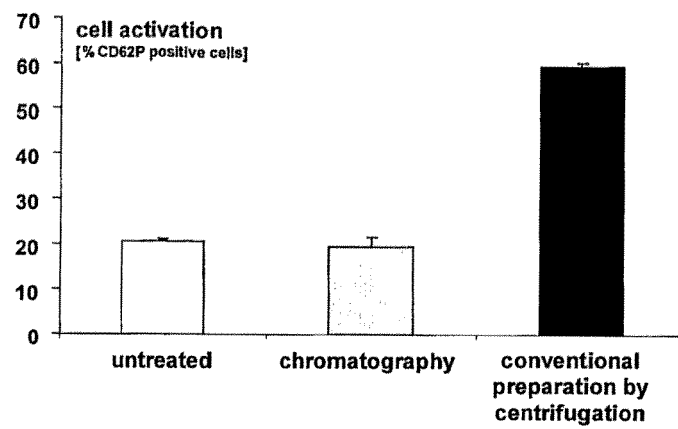 70
cell activation
[% CD62P positive cells]
60
50
40
30
20
10
0
untreated
chromatography
conventional
preparation by
centrifugation